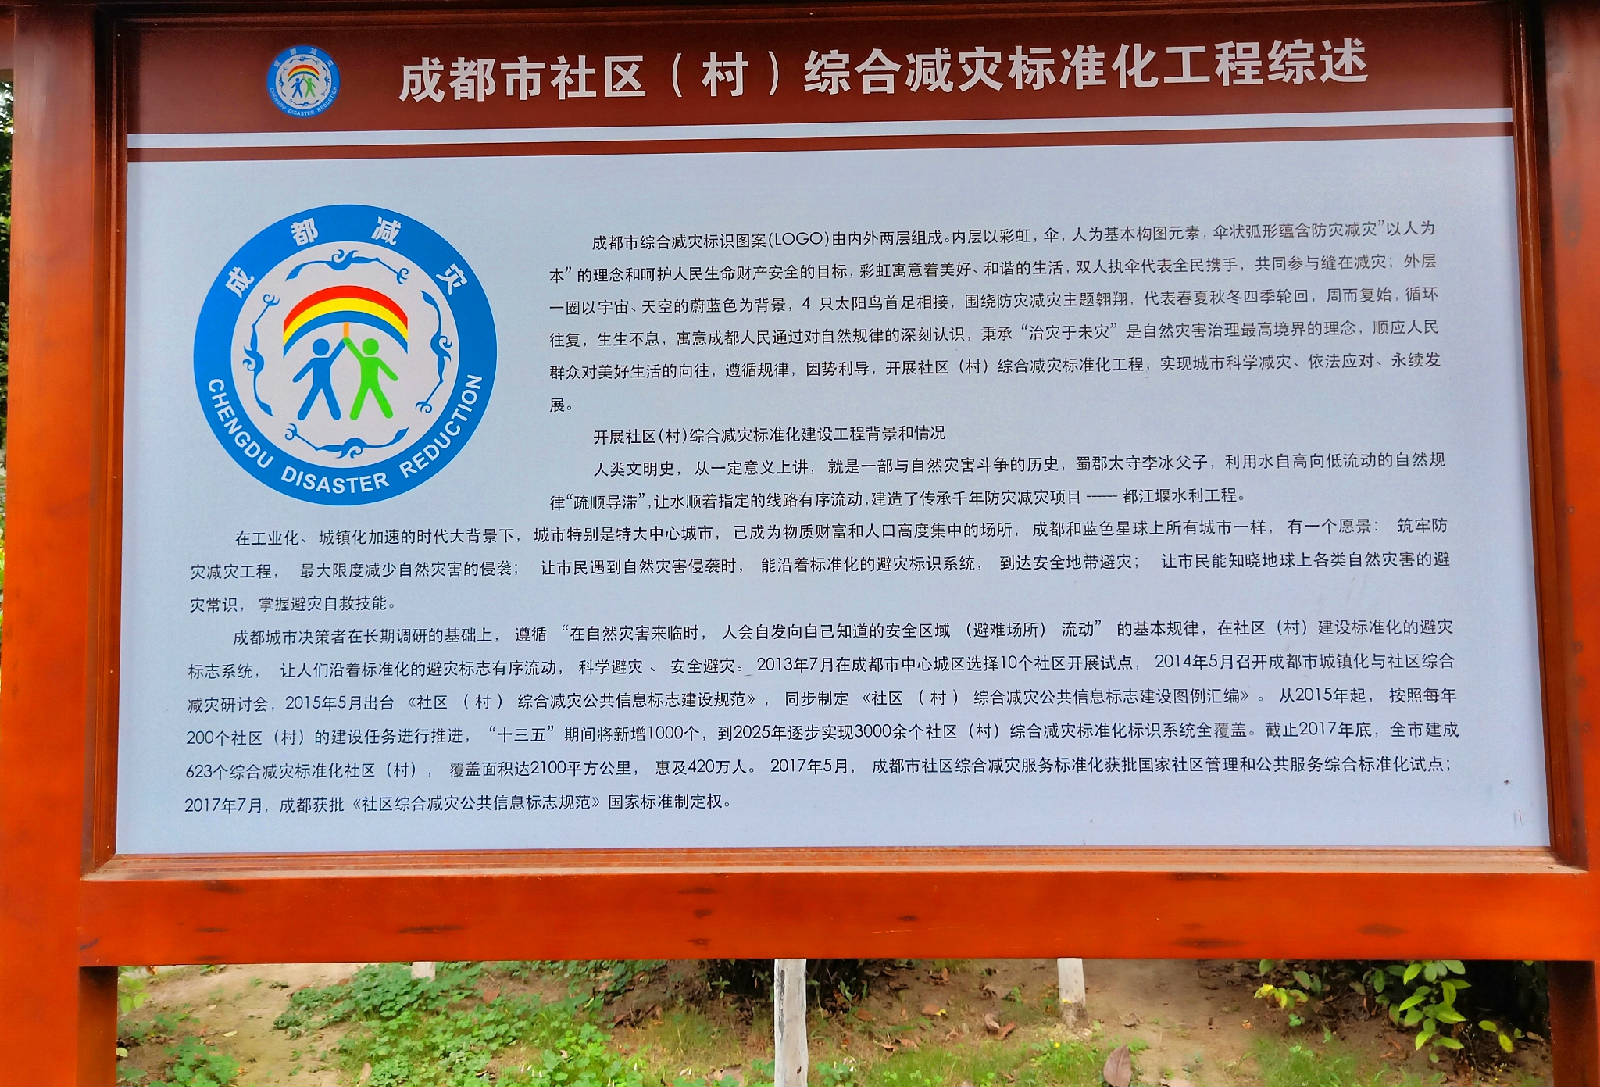 成都市社区（村）综合减灾标准化工程综述
成都减灾
CHENGDU DISASTER REDUCTION
成都市综合减灾标识图案(LOGO)由内外两层组成。内层以彩虹，伞，人为基本构图元素，伞状弧形蕴含防灾减灾”以人为
本”的理念和呵护人民生命财产安全的目标，彩虹寓意着美好、和谐的生活，双人执伞代表全民携手，共同参与缝在减灾；外层
一圈以宇宙、天空的蔚蓝色为背景，4 只太阳鸟首足相接，围绕防灾减灾主题翱翔，代表春夏秋冬四季轮回，周而复始，循环
往复，生生不息，寓意成都人民通过对自然规律的深刻认识，秉承“治灾于未灾”是自然灾害治理最高境界的理念，顺应人民
群众对美好生活的向往，遵循规律，因势利导，开展社区（村）综合减灾标准化工程，实现城市科学减灾、依法应对、永续发
展。
开展社区(村)综合减灾标准化建设工程背景和情况
人类文明史，从一定意义上讲，就是一部与自然灾害斗争的历史，蜀郡太守李冰父子，利用水自高向低流动的自然规
律“疏顺导滞”，让水顺着指定的线路有序流动，建造了传承千年防灾减灾项目 —— 都江堰水利工程。
在工业化、城镇化加速的时代大背景下，城市特别是特大中心城市，已成为物质财富和人口高度集中的场所，成都和蓝色星球上所有城市一样，有一个愿景：筑牢防
灾减灾工程，最大限度减少自然灾害的侵袭；让市民遇到自然灾害侵袭时，能沿着标准化的避灾标识系统，到达安全地带避灾；让市民能知晓地球上各类自然灾害的避
灾常识，掌握避灾自救技能。
成都城市决策者在长期调研的基础上，遵循“在自然灾害来临时，人会自发向自己知道的安全区域（避难场所）流动”的基本规律，在社区（村）建设标准化的避灾
标志系统，让人们沿着标准化的避灾标志有序流动，科学避灾、安全避灾：2013年7月在成都市中心城区选择10个社区开展试点，2014年5月召开成都市城镇化与社区综合
减灾研讨会，2015年5月出台《社区（村）综合减灾公共信息标志建设规范》，同步制定《社区（村）综合减灾公共信息标志建设图例汇编》。从2015年起，按照每年
200个社区（村）的建设任务进行推进，“十三五”期间将新增1000个，到2025年逐步实现3000余个社区（村）综合减灾标准化标识系统全覆盖。截止2017年底，全市建成
623个综合减灾标准化社区（村），覆盖面积达2100平方公里，惠及420万人。2017年5月，成都市社区综合减灾服务标准化获批国家社区管理和公共服务综合标准化试点；
2017年7月，成都获批《社区综合减灾公共信息标志规范》国家标准制定权。